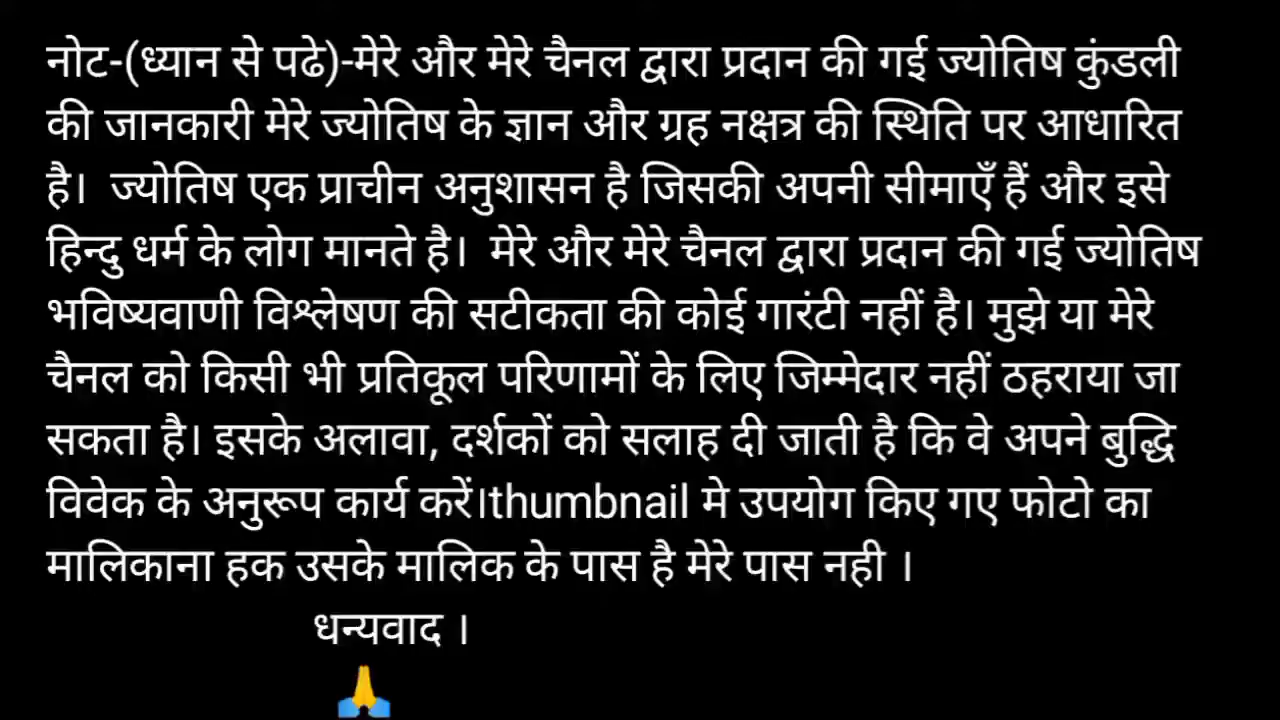 नोट-(ध्यान से पढे)-मेरे और मेरे चैनल द्वारा प्रदान की गई ज्योतिष कुंडली
की जानकारी मेरे ज्योतिष के ज्ञान और ग्रह नक्षत्र की स्थिति पर आधारित
है।  ज्योतिष एक प्राचीन अनुशासन है जिसकी अपनी सीमाएँ हैं और इसे
हिन्दु धर्म के लोग मानते है।  मेरे और मेरे चैनल द्वारा प्रदान की गई ज्योतिष
भविष्यवाणी विश्लेषण की सटीकता की कोई गारंटी नहीं है। मुझे या मेरे
चैनल को किसी भी प्रतिकूल परिणामों के लिए जिम्मेदार नहीं ठहराया जा
सकता है। इसके अलावा, दर्शकों को सलाह दी जाती है कि वे अपने बुद्धि
विवेक के अनुरूप कार्य करें।thumbnail मे उपयोग किए गए फोटो का
मालिकाना हक उसके मालिक के पास है मेरे पास नही ।
धन्यवाद ।
🙏